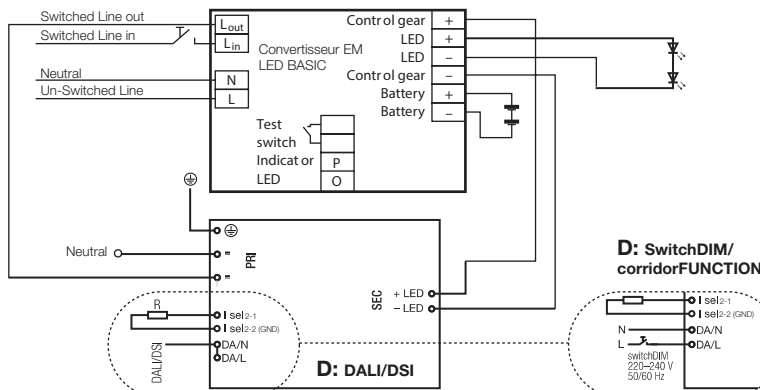 Switched Line out
Switched Line in
Neutral
Un-Switched Line
Lout
Lin
N
L
Convertisseur EM
LED BASIC
Control gear +
LED +
LED –
Control gear –
Battery +
Battery –
Test
switch
Indicat or
LED
P
O
Neutral
PRI
=
=
SEC
+ LED
– LED
R
I sel2-1
I sel2-2 (GND)
DA/N
DA/L
DALI/DSI
D: DALI/DSI
D: SwitchDIM/
corridorFUNCTION
I sel2-1
I sel2-2 (GND)
N
DA/N
L
DA/L
switchDIM
220–240 V
50/60 Hz